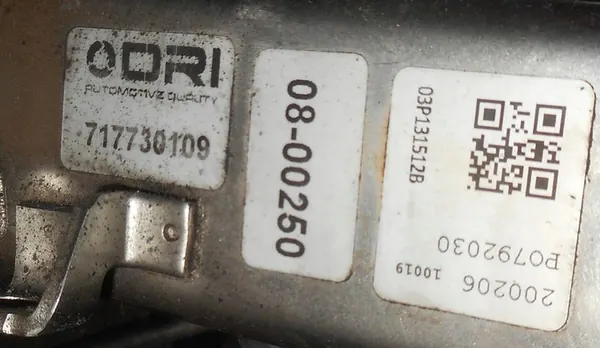 DRI
AUTOMOTIVE QUALITY
717730109
08-00250
03P131512B
P0792030
10019
200206